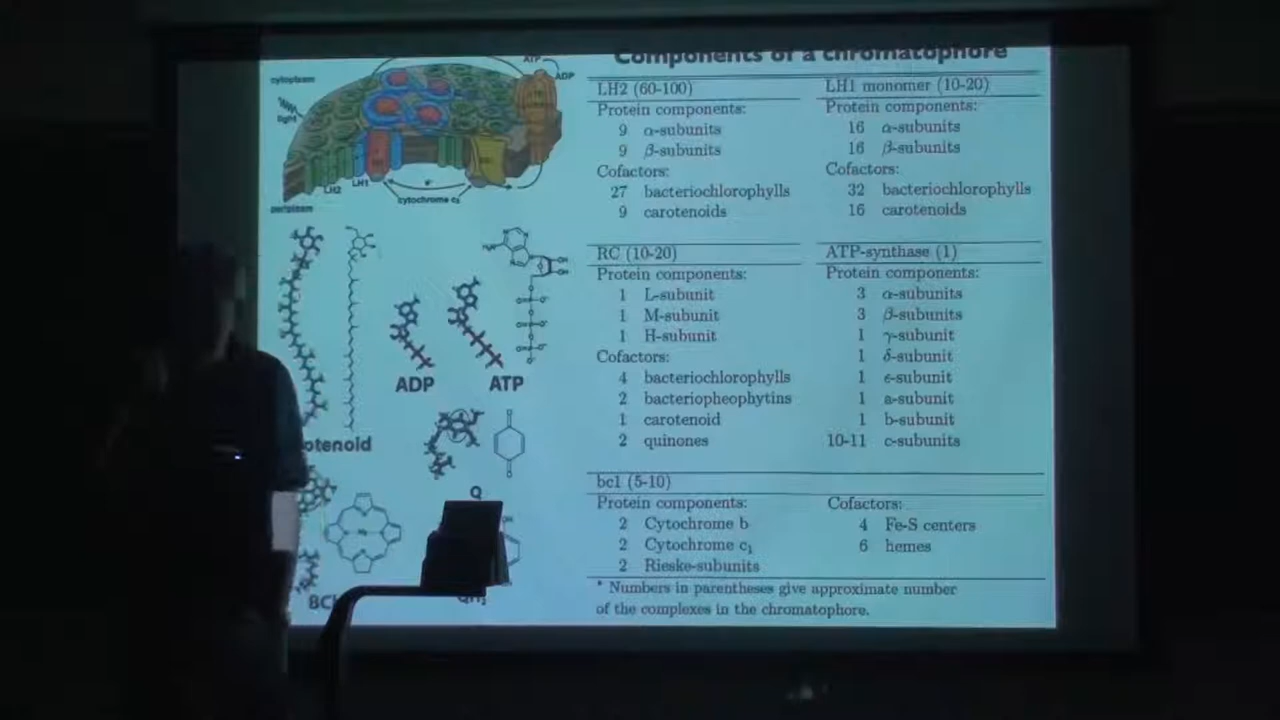 Components of a chromatophore
cytoplasm
light
ATP
ADP
LH2
LH1
e-
cytochrome c₂
periplasm
ADP
ATP
otenoid
Q
BCh
QH₂
LH2 (60-100)
Protein components:
9 α-subunits
9 β-subunits
Cofactors:
27 bacteriochlorophylls
9 carotenoids
LH1 monomer (10-20)
Protein components:
16 α-subunits
16 β-subunits
Cofactors:
32 bacteriochlorophylls
16 carotenoids
RC (10-20)
Protein components:
1 L-subunit
1 M-subunit
1 H-subunit
Cofactors:
4 bacteriochlorophylls
2 bacteriopheophytins
1 carotenoid
2 quinones
ATP-synthase (1)
Protein components:
3 α-subunits
3 β-subunits
1 γ-subunit
1 δ-subunit
1 ϵ-subunit
1 a-subunit
1 b-subunit
10-11 c-subunits
bc1 (5-10)
Protein components:
2 Cytochrome b
2 Cytochrome c₁
2 Rieske-subunits
Cofactors:
4 Fe-S centers
6 hemes
* Numbers in parentheses give approximate number
of the complexes in the chromatophore.